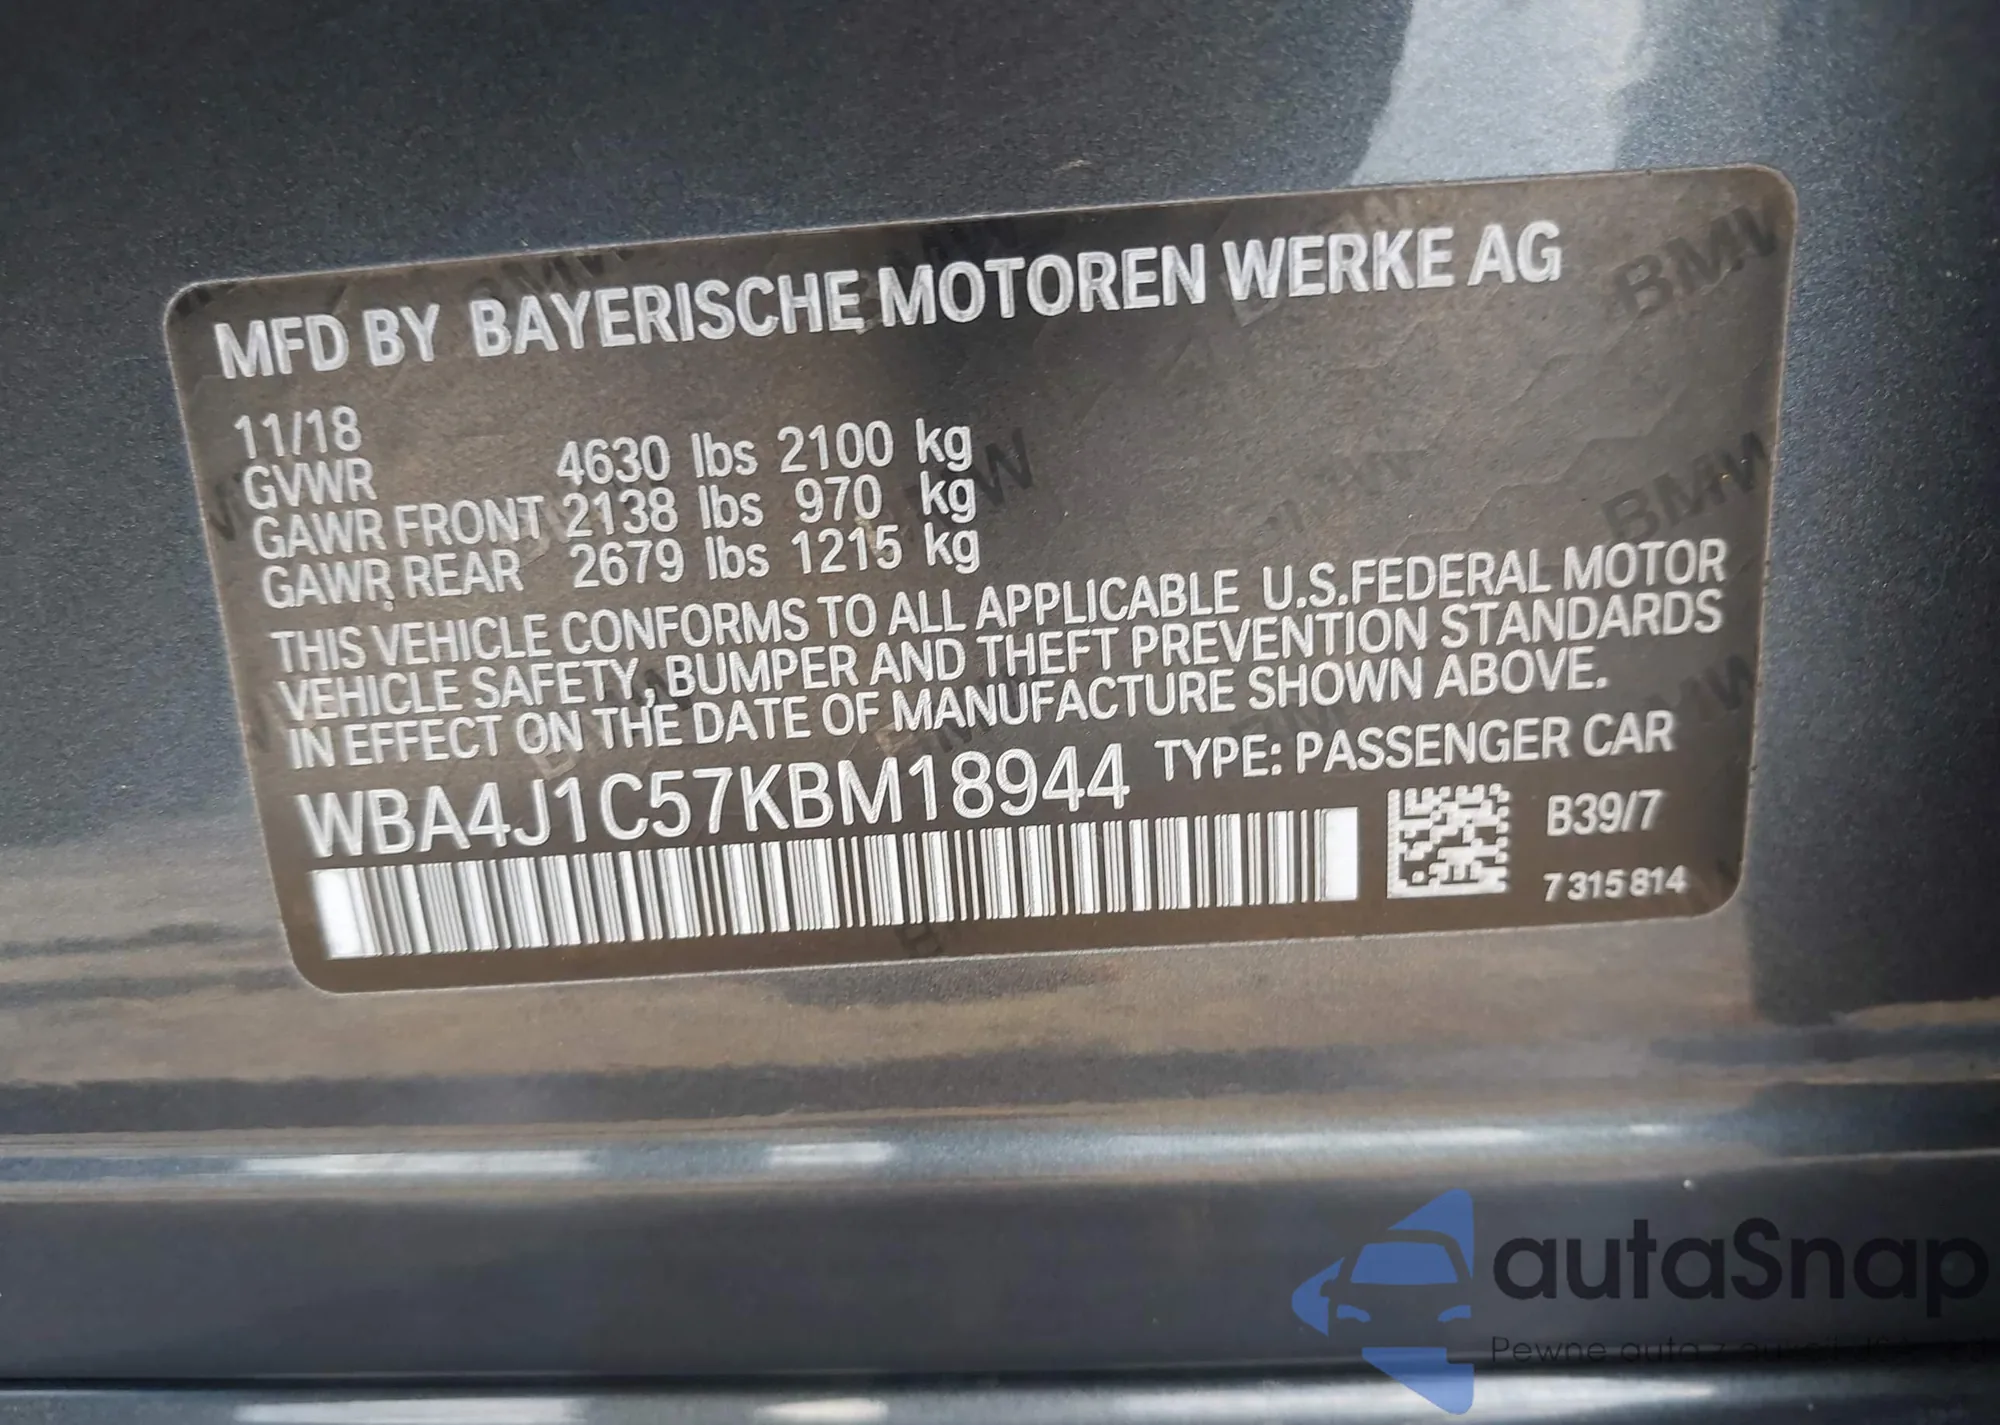 MFD BY BAYERISCHE MOTOREN WERKE AG
11/18
GVWR 4630 lbs 2100 kg
GAWR FRONT 2138 lbs 970 kg
GAWR REAR 2679 lbs 1215 kg
THIS VEHICLE CONFORMS TO ALL APPLICABLE U.S.FEDERAL MOTOR
VEHICLE SAFETY, BUMPER AND THEFT PREVENTION STANDARDS
IN EFFECT ON THE DATE OF MANUFACTURE SHOWN ABOVE.
WBA4J1C57KBM18944 TYPE: PASSENGER CAR
B39/7
7 315 814
autaSnap
Pewne auta z